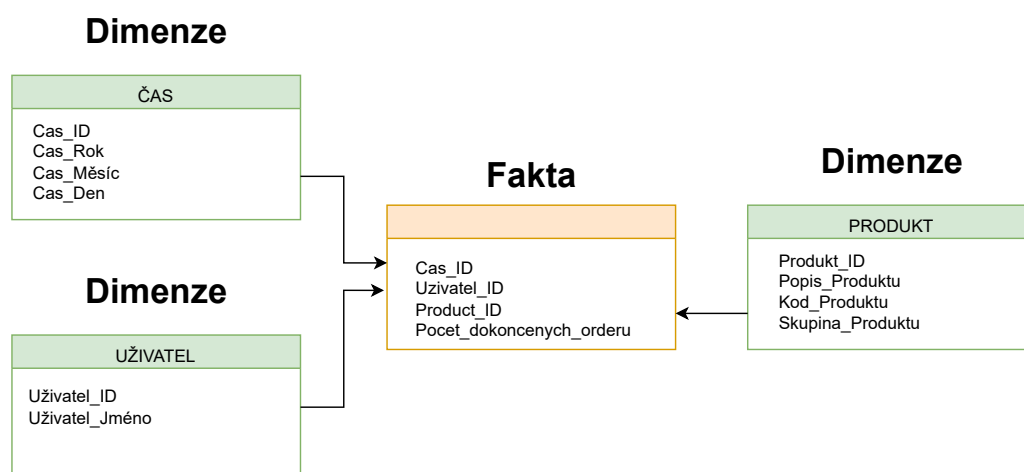 Dimenze
ČAS
Cas_ID
Cas_Rok
Cas_Měsíc
Cas_Den
Dimenze
UŽIVATEL
Uživatel_ID
Uživatel_Jméno
Fakta
Cas_ID
Uzivatel_ID
Product_ID
Pocet_dokoncenych_orderu
Dimenze
PRODUKT
Produkt_ID
Popis_Produktu
Kod_Produktu
Skupina_Produktu